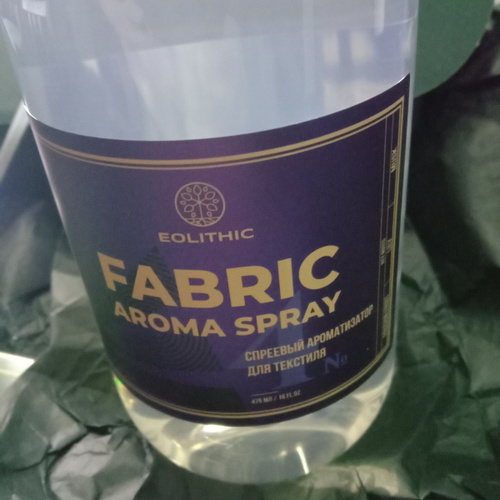 EOLITHIC
FABRIC
AROMA SPRAY
СПРЕЕВЫЙ АРОМАТИЗАТОР
ДЛЯ ТЕКСТИЛЯ
№